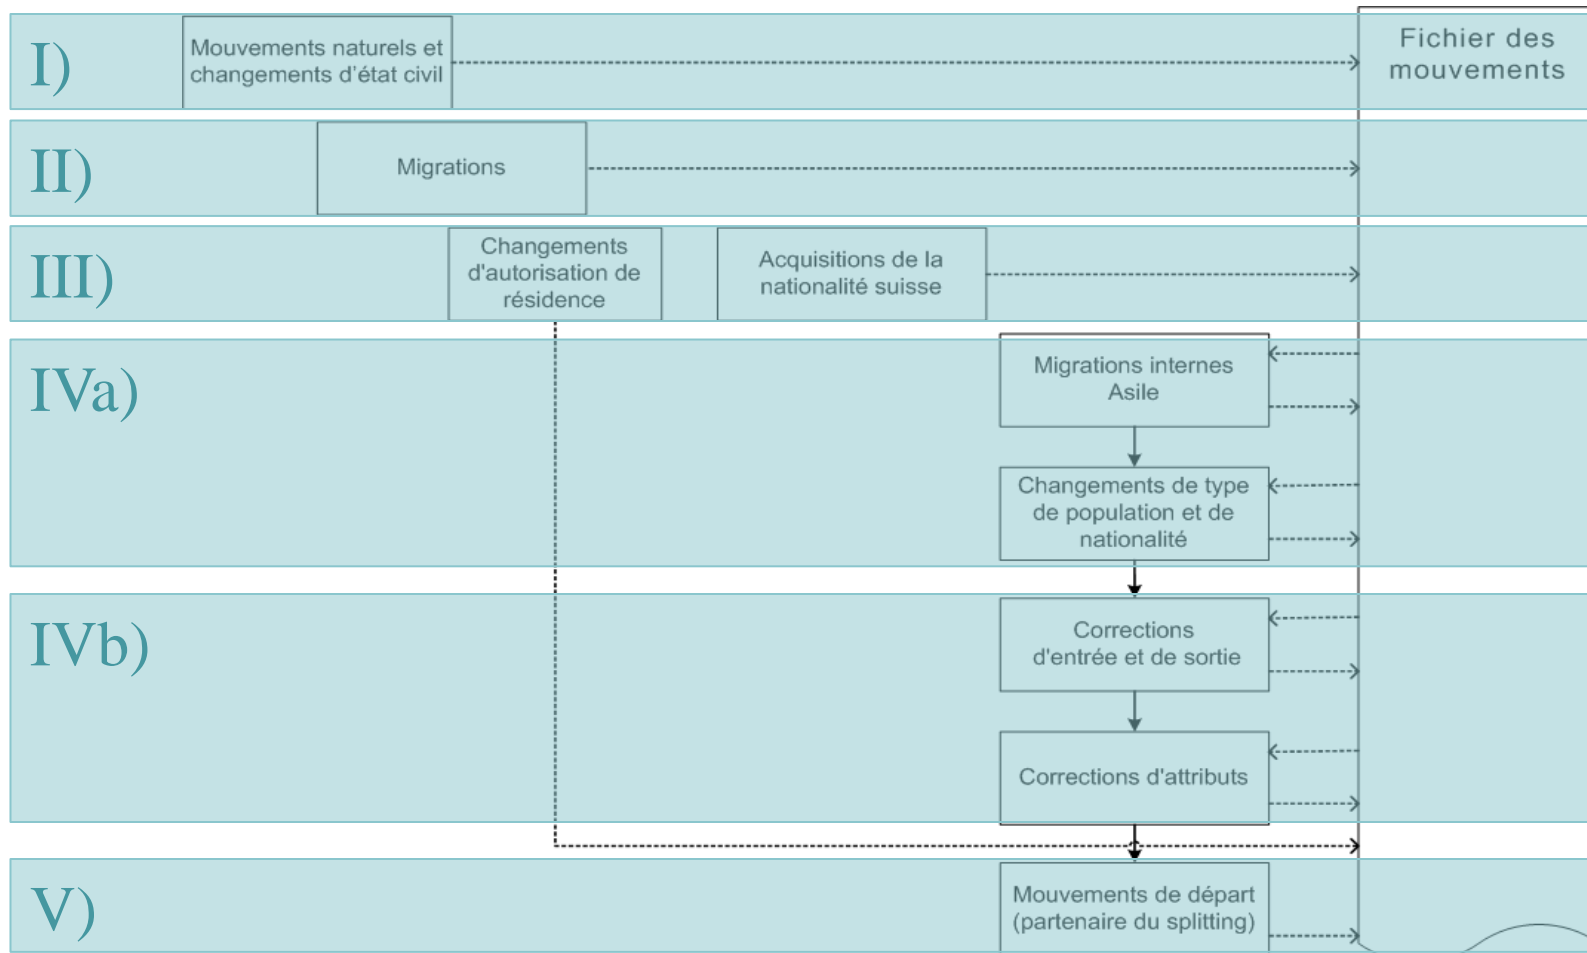 I)
Mouvements naturels et
changements d'état civil
Fichier des
mouvements
II)
Migrations
III)
Changements
d'autorisation de
résidence
Acquisitions de la
nationalité suisse
IVa)
Migrations internes
Asile
Changements de type
de population et de
nationalité
IVb)
Corrections
d'entrée et de sortie
Corrections d'attributs
V)
Mouvements de départ
(partenaire du splitting)